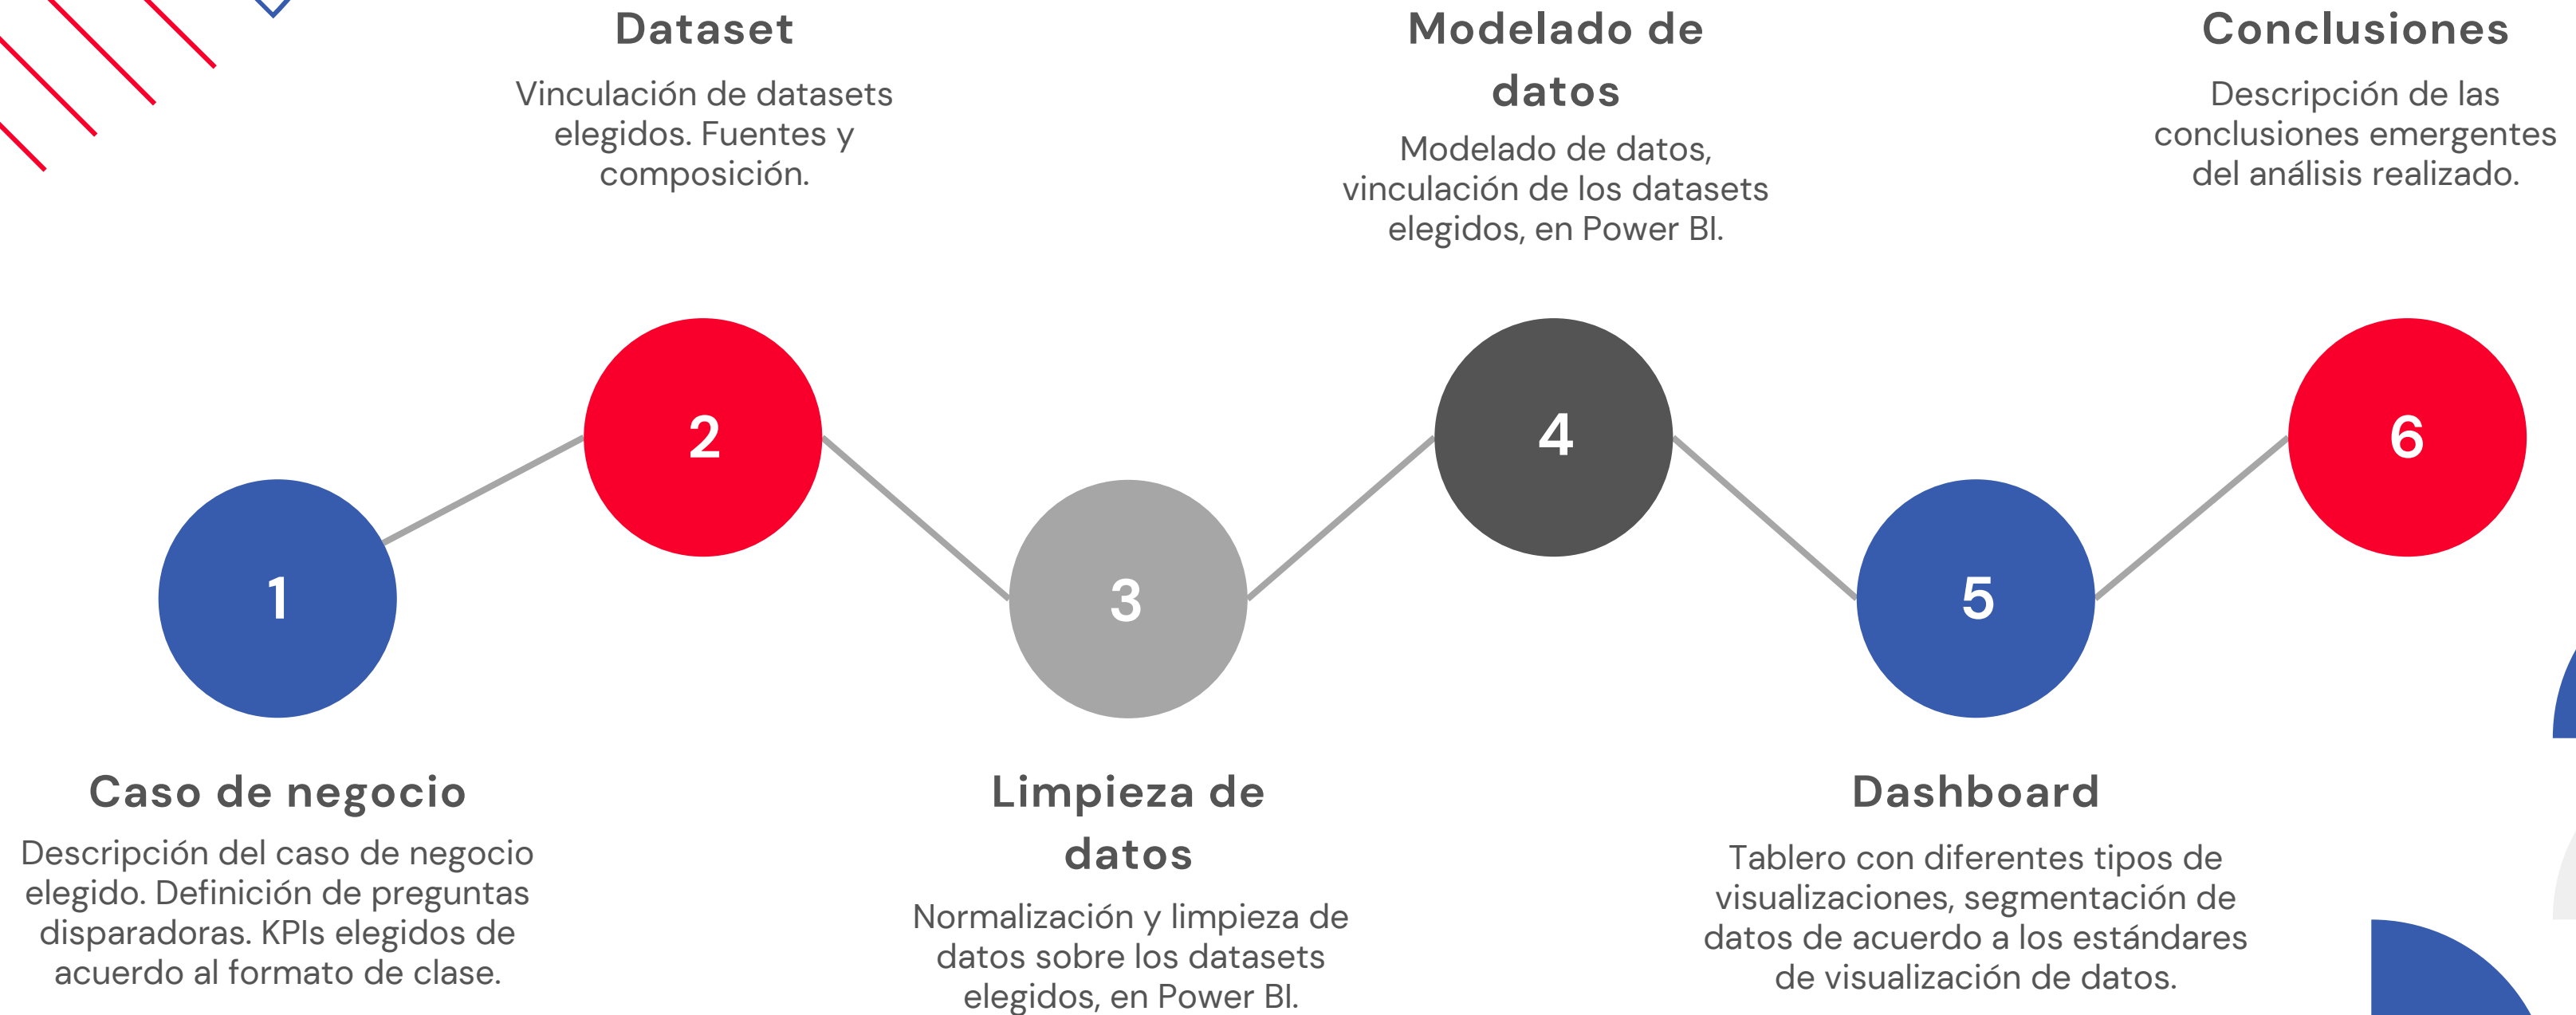 Dataset
Vinculación de datasets
elegidos. Fuentes y
composición.
Modelado de
datos
Modelado de datos,
vinculación de los datasets
elegidos, en Power BI.
Conclusiones
Descripción de las
conclusiones emergentes
del análisis realizado.
1
2
3
4
5
6
Caso de negocio
Descripción del caso de negocio
elegido. Definición de preguntas
disparadoras. KPIs elegidos de
acuerdo al formato de clase.
Limpieza de
datos
Normalización y limpieza de
datos sobre los datasets
elegidos, en Power BI.
Dashboard
Tablero con diferentes tipos de
visualizaciones, segmentación de
datos de acuerdo a los estándares
de visualización de datos.